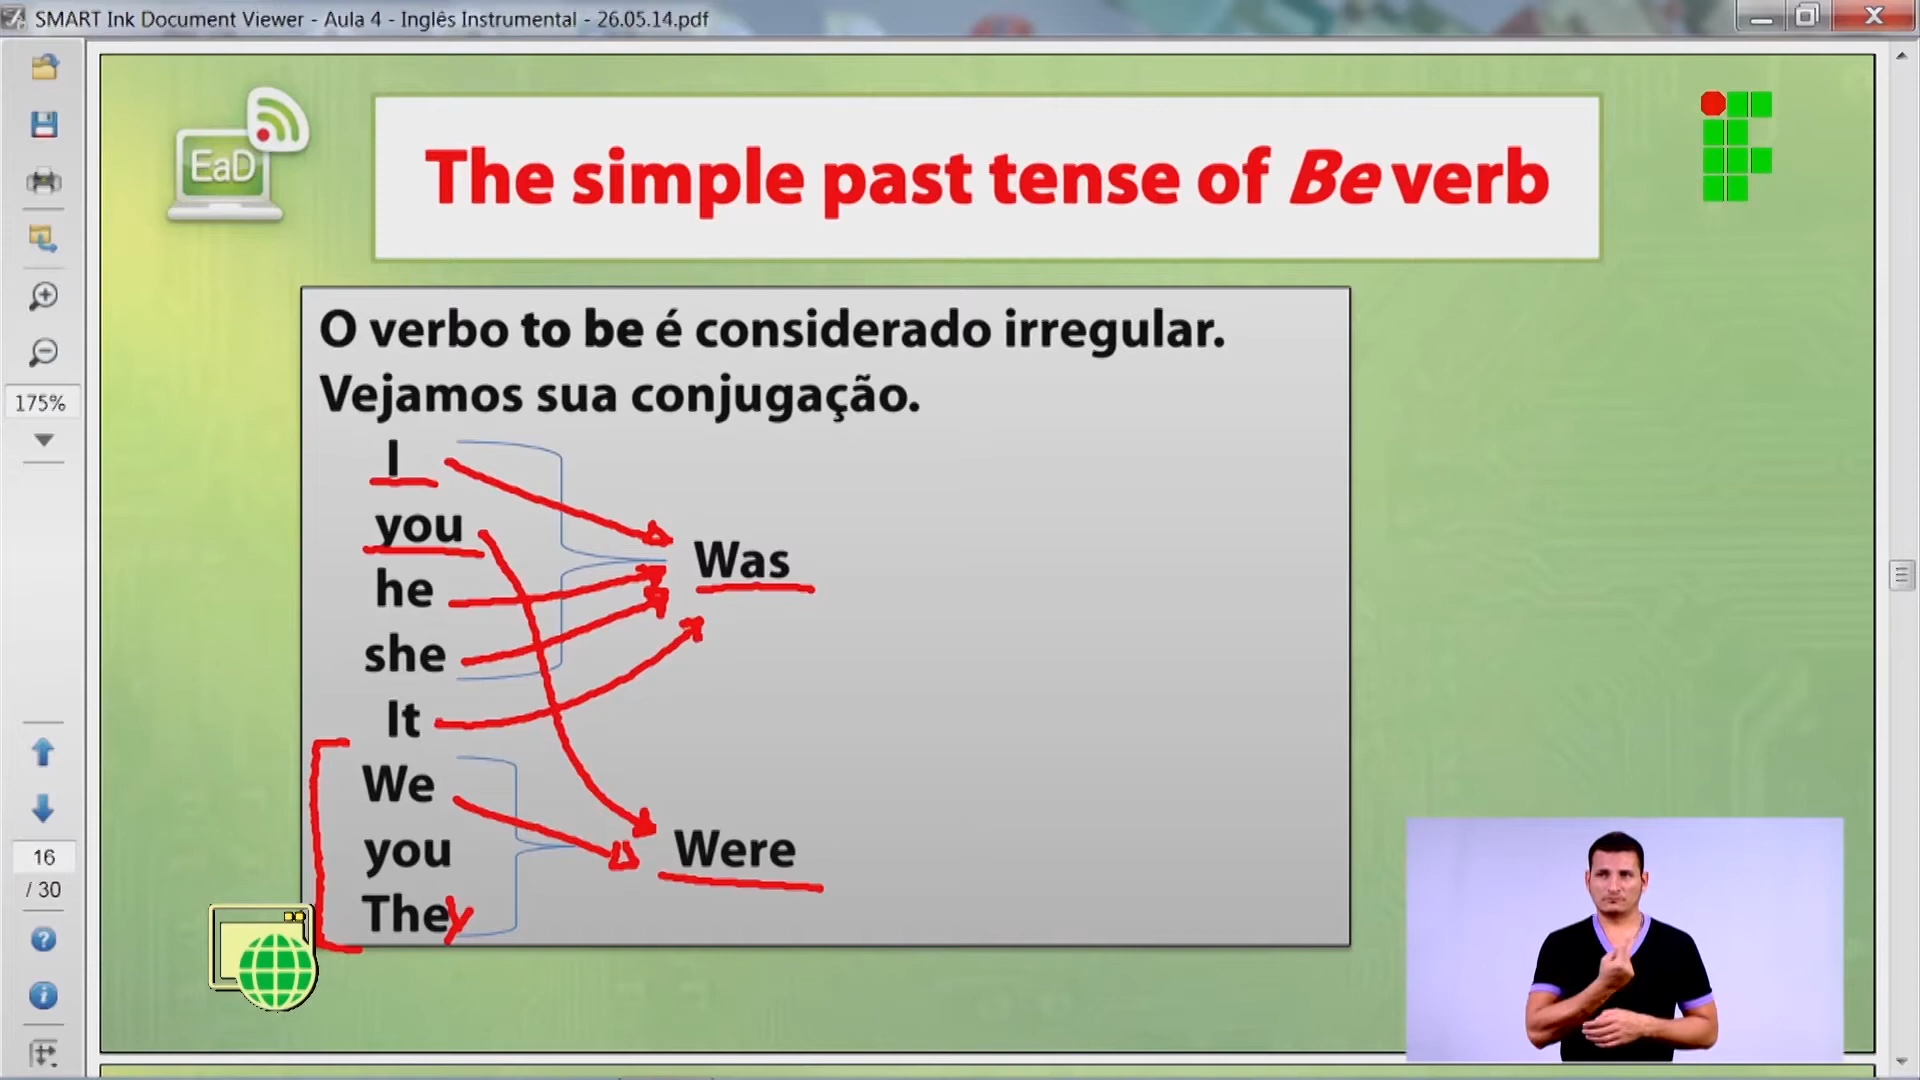 SMART Ink Document Viewer - Aula 4 - Inglês Instrumental - 26.05.14.pdf
EaD
The simple past tense of Be verb
O verbo to be é considerado irregular.
Vejamos sua conjugação.
175%
I
you
Was
he
she
It
We
you
Were
They
16
/ 30